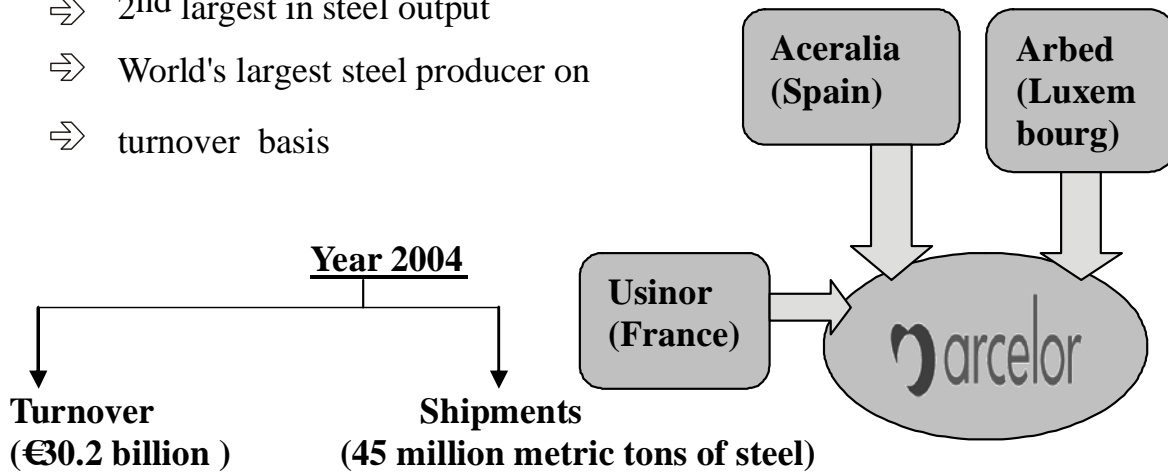 2nd largest in steel output
World's largest steel producer on
turnover basis
Aceralia
(Spain)
Arbed
(Luxem
bourg)
Year 2004
Usinor
(France)
arcelor
Turnover
(€30.2 billion )
Shipments
(45 million metric tons of steel)